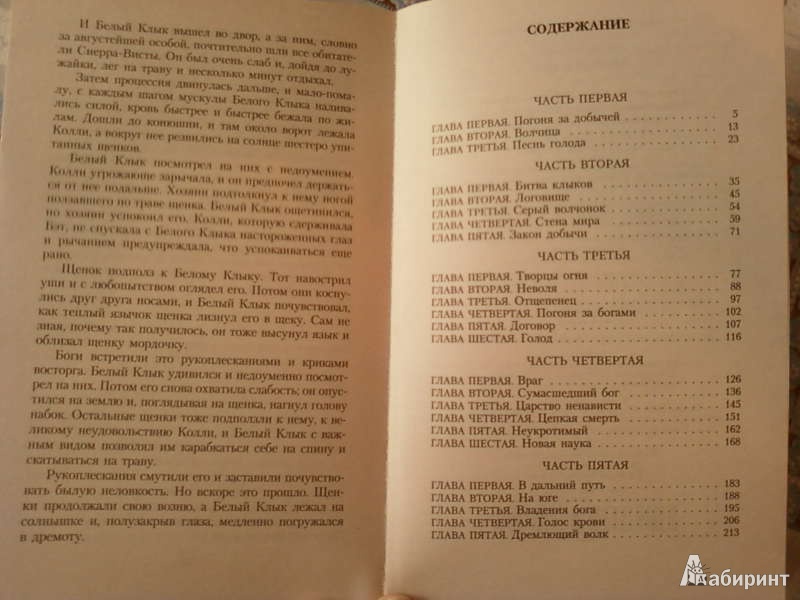 И Белый Клык вышел во двор, а за ним, словно
за августейшей особой, почтительно шли все обитате-
ли Сиерра-Висты. Он был очень слаб и, дойдя до лу-
жайки, лег на траву и несколько минут отдыхал.
Затем процессия двинулась дальше, и мало-пома-
лу, с каждым шагом мускулы Белого Клыка налива-
лись силой, кровь быстрее и быстрее бежала по жи-
лам. Дошли до конюшни, и там около ворот лежала
Колли, а вокруг нее резвились на солнце шестеро упи-
танных щенков.
Белый Клык посмотрел на них с недоумением.
Колли угрожающе зарычала, и он предпочел держать-
ся от нее подальше. Хозяин подтолкнул к нему ногой
ползавшего по траве щенка. Белый Клык ощетинился,
но хозяин успокоил его. Колли, которую сдерживала
Бэт, не спускала с Белого Клыка настороженных глаз
и рычанием предупреждала, что успокаиваться еще
рано.
Щенок подполз к Белому Клыку. Тот навострил
уши и с любопытством оглядел его. Потом они косну-
лись друг друга носами, и Белый Клык почувствовал,
как теплый язычок щенка лизнул его в щеку. Сам не
зная, почему так получилось, он тоже высунул язык и
облизал щенку мордочку.
Боги встретили это рукоплесканиями и криками
восторга. Белый Клык удивился и недоуменно посмот-
рел на них. Потом его снова охватила слабость; он опус-
тился на землю и, поглядывая на щенка, нагнул голову
набок. Остальные щенки тоже подползли к нему, к ве-
ликому неудовольствию Колли, и Белый Клык с важ-
ным видом позволял им карабкаться себе на спину и
скатываться на траву.
Рукоплескания смутили его и заставили почувство-
вать былую неловкость. Но вскоре это прошло. Щен-
ки продолжали свою возню, а Белый Клык лежал на
солнышке и, полузакрыв глаза, медленно погружался
в дремоту.
СОДЕРЖАНИЕ
ЧАСТЬ ПЕРВАЯ
ГЛАВА ПЕРВАЯ. Погоня за добычей 5
ГЛАВА ВТОРАЯ. Волчица 13
ГЛАВА ТРЕТЬЯ. Песнь голода 23
ЧАСТЬ ВТОРАЯ
ГЛАВА ПЕРВАЯ. Битва клыков 35
ГЛАВА ВТОРАЯ. Логовище 45
ГЛАВА ТРЕТЬЯ. Серый волчонок 54
ГЛАВА ЧЕТВЕРТАЯ. Стена мира 59
ГЛАВА ПЯТАЯ. Закон добычи 71
ЧАСТЬ ТРЕТЬЯ
ГЛАВА ПЕРВАЯ. Творцы огня 77
ГЛАВА ВТОРАЯ. Неволя 88
ГЛАВА ТРЕТЬЯ. Отщепенец 97
ГЛАВА ЧЕТВЕРТАЯ. Погоня за богами 102
ГЛАВА ПЯТАЯ. Договор 107
ГЛАВА ШЕСТАЯ. Голод 116
ЧАСТЬ ЧЕТВЕРТАЯ
ГЛАВА ПЕРВАЯ. Враг 126
ГЛАВА ВТОРАЯ. Сумасшедший бог 136
ГЛАВА ТРЕТЬЯ. Царство ненависти 145
ГЛАВА ЧЕТВЕРТАЯ. Цепкая смерть 151
ГЛАВА ПЯТАЯ. Неукротимый 162
ГЛАВА ШЕСТАЯ. Новая наука 168
ЧАСТЬ ПЯТАЯ
ГЛАВА ПЕРВАЯ. В дальний путь 183
ГЛАВА ВТОРАЯ. На юге 188
ГЛАВА ТРЕТЬЯ. Владения бога 195
ГЛАВА ЧЕТВЕРТАЯ. Голос крови 206
ГЛАВА ПЯТАЯ. Дремлющий волк 213
Лабиринт